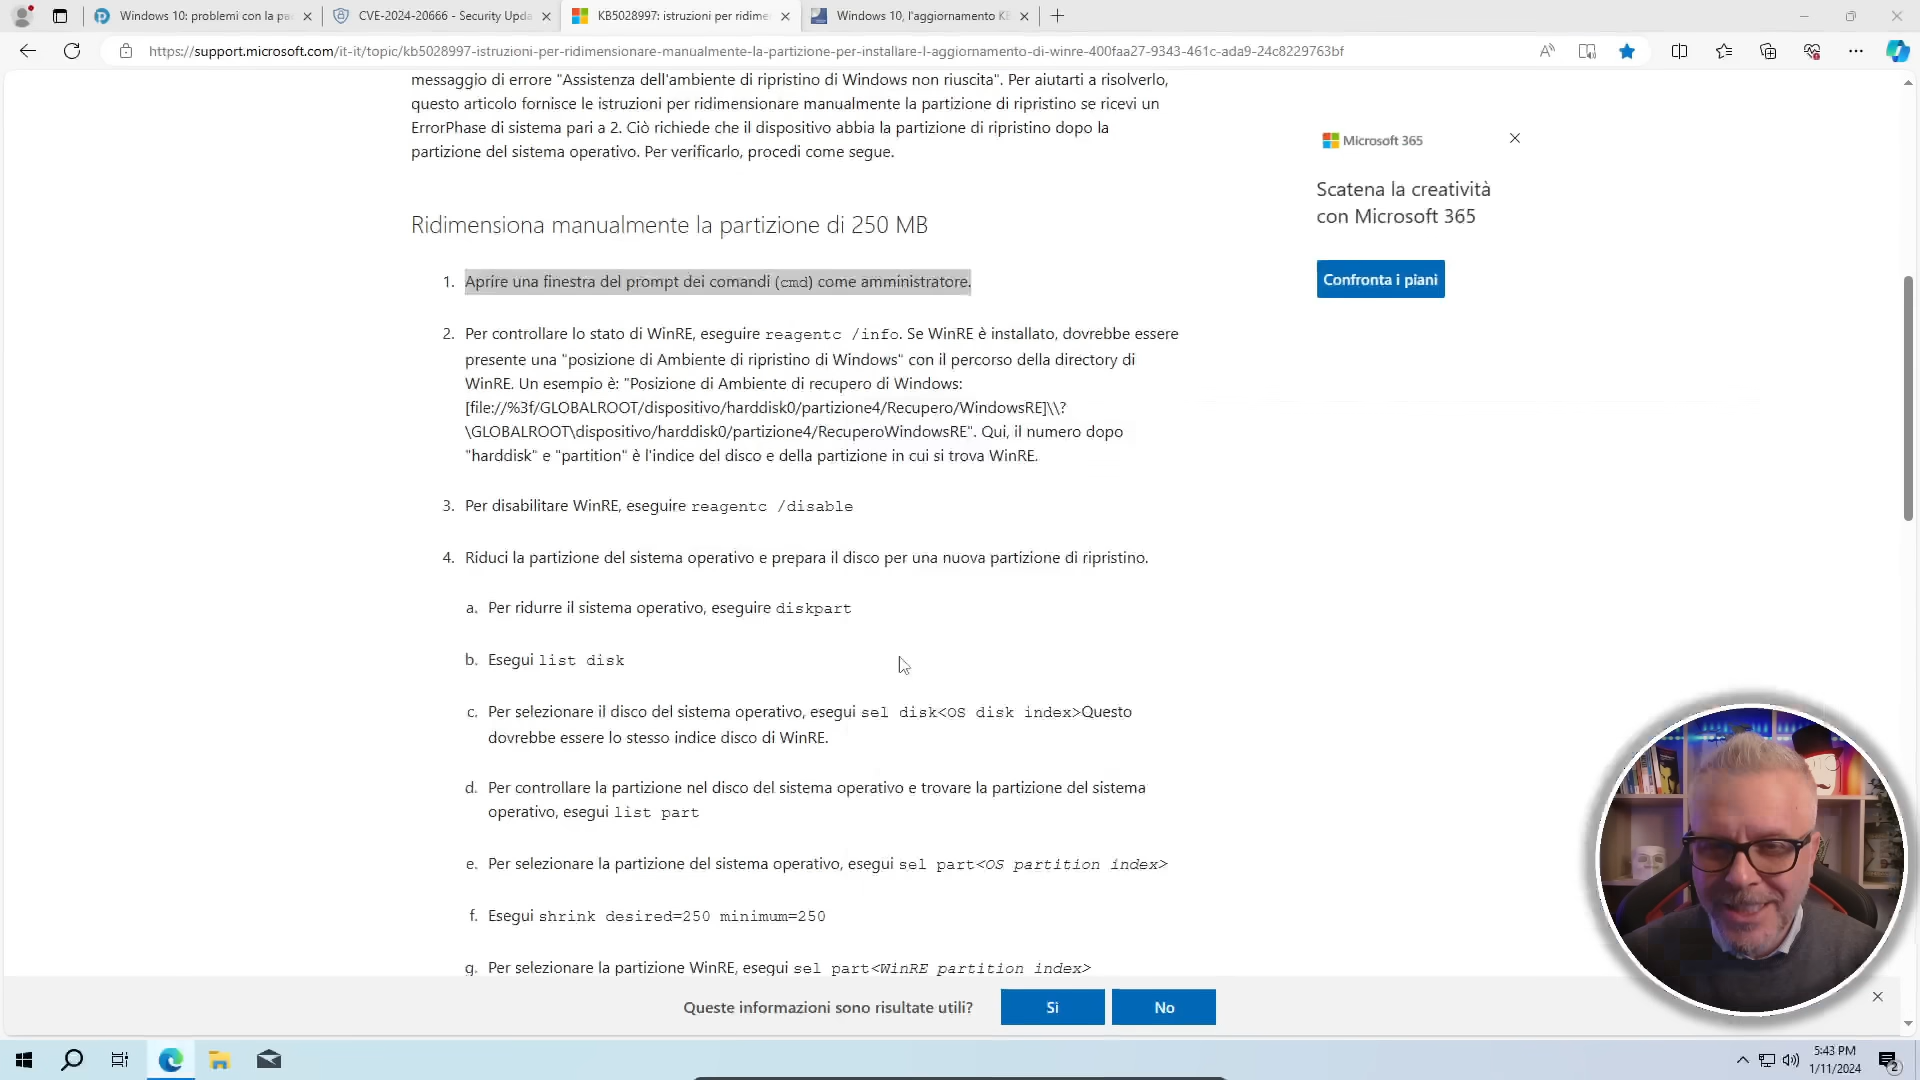 Windows 10: problemi con la pa
CVE-2024-20666 - Security Upda
KB5028997: istruzioni per ridime
Windows 10, l'aggiornamento KB
https://support.microsoft.com/it-it/topic/kb5028997-istruzioni-per-ridimensionare-manualmente-la-partizione-per-installare-l-aggiornamento-di-winre-400faa27-9343-461c-ada9-24c8229763bf
messaggio di errore "Assistenza dell'ambiente di ripristino di Windows non riuscita". Per aiutarti a risolverlo,
questo articolo fornisce le istruzioni per ridimensionare manualmente la partizione di ripristino se ricevi un
ErrorPhase di sistema pari a 2. Ciò richiede che il dispositivo abbia la partizione di ripristino dopo la
partizione del sistema operativo. Per verificarlo, procedi come segue.
Microsoft 365
Scatena la creatività
con Microsoft 365
Confronta i piani
Ridimensiona manualmente la partizione di 250 MB
1. Aprire una finestra del prompt dei comandi (cmd) come amministratore.
2. Per controllare lo stato di WinRE, eseguire reagentc /info. Se WinRE è installato, dovrebbe essere
presente una "posizione di Ambiente di ripristino di Windows" con il percorso della directory di
WinRE. Un esempio è: "Posizione di Ambiente di recupero di Windows:
[file://%3f/GLOBALROOT/dispositivo/harddisk0/partizione4/Recupero/WindowsRE]\\?
\GLOBALROOT\dispositivo/harddisk0/partizione4/RecuperoWindowsRE". Qui, il numero dopo
"harddisk" e "partition" è l'indice del disco e della partizione in cui si trova WinRE.
3. Per disabilitare WinRE, eseguire reagentc /disable
4. Riduci la partizione del sistema operativo e prepara il disco per una nuova partizione di ripristino.
a. Per ridurre il sistema operativo, eseguire diskpart
b. Esegui list disk
c. Per selezionare il disco del sistema operativo, esegui sel disk<OS disk index>Questo
dovrebbe essere lo stesso indice disco di WinRE.
d. Per controllare la partizione nel disco del sistema operativo e trovare la partizione del sistema
operativo, esegui list part
e. Per selezionare la partizione del sistema operativo, esegui sel part<OS partition index>
f. Esegui shrink desired=250 minimum=250
g. Per selezionare la partizione WinRE, esegui sel part<WinRE partition index>
Queste informazioni sono risultate utili?
Sì
No
5:43 PM
1/11/2024
2